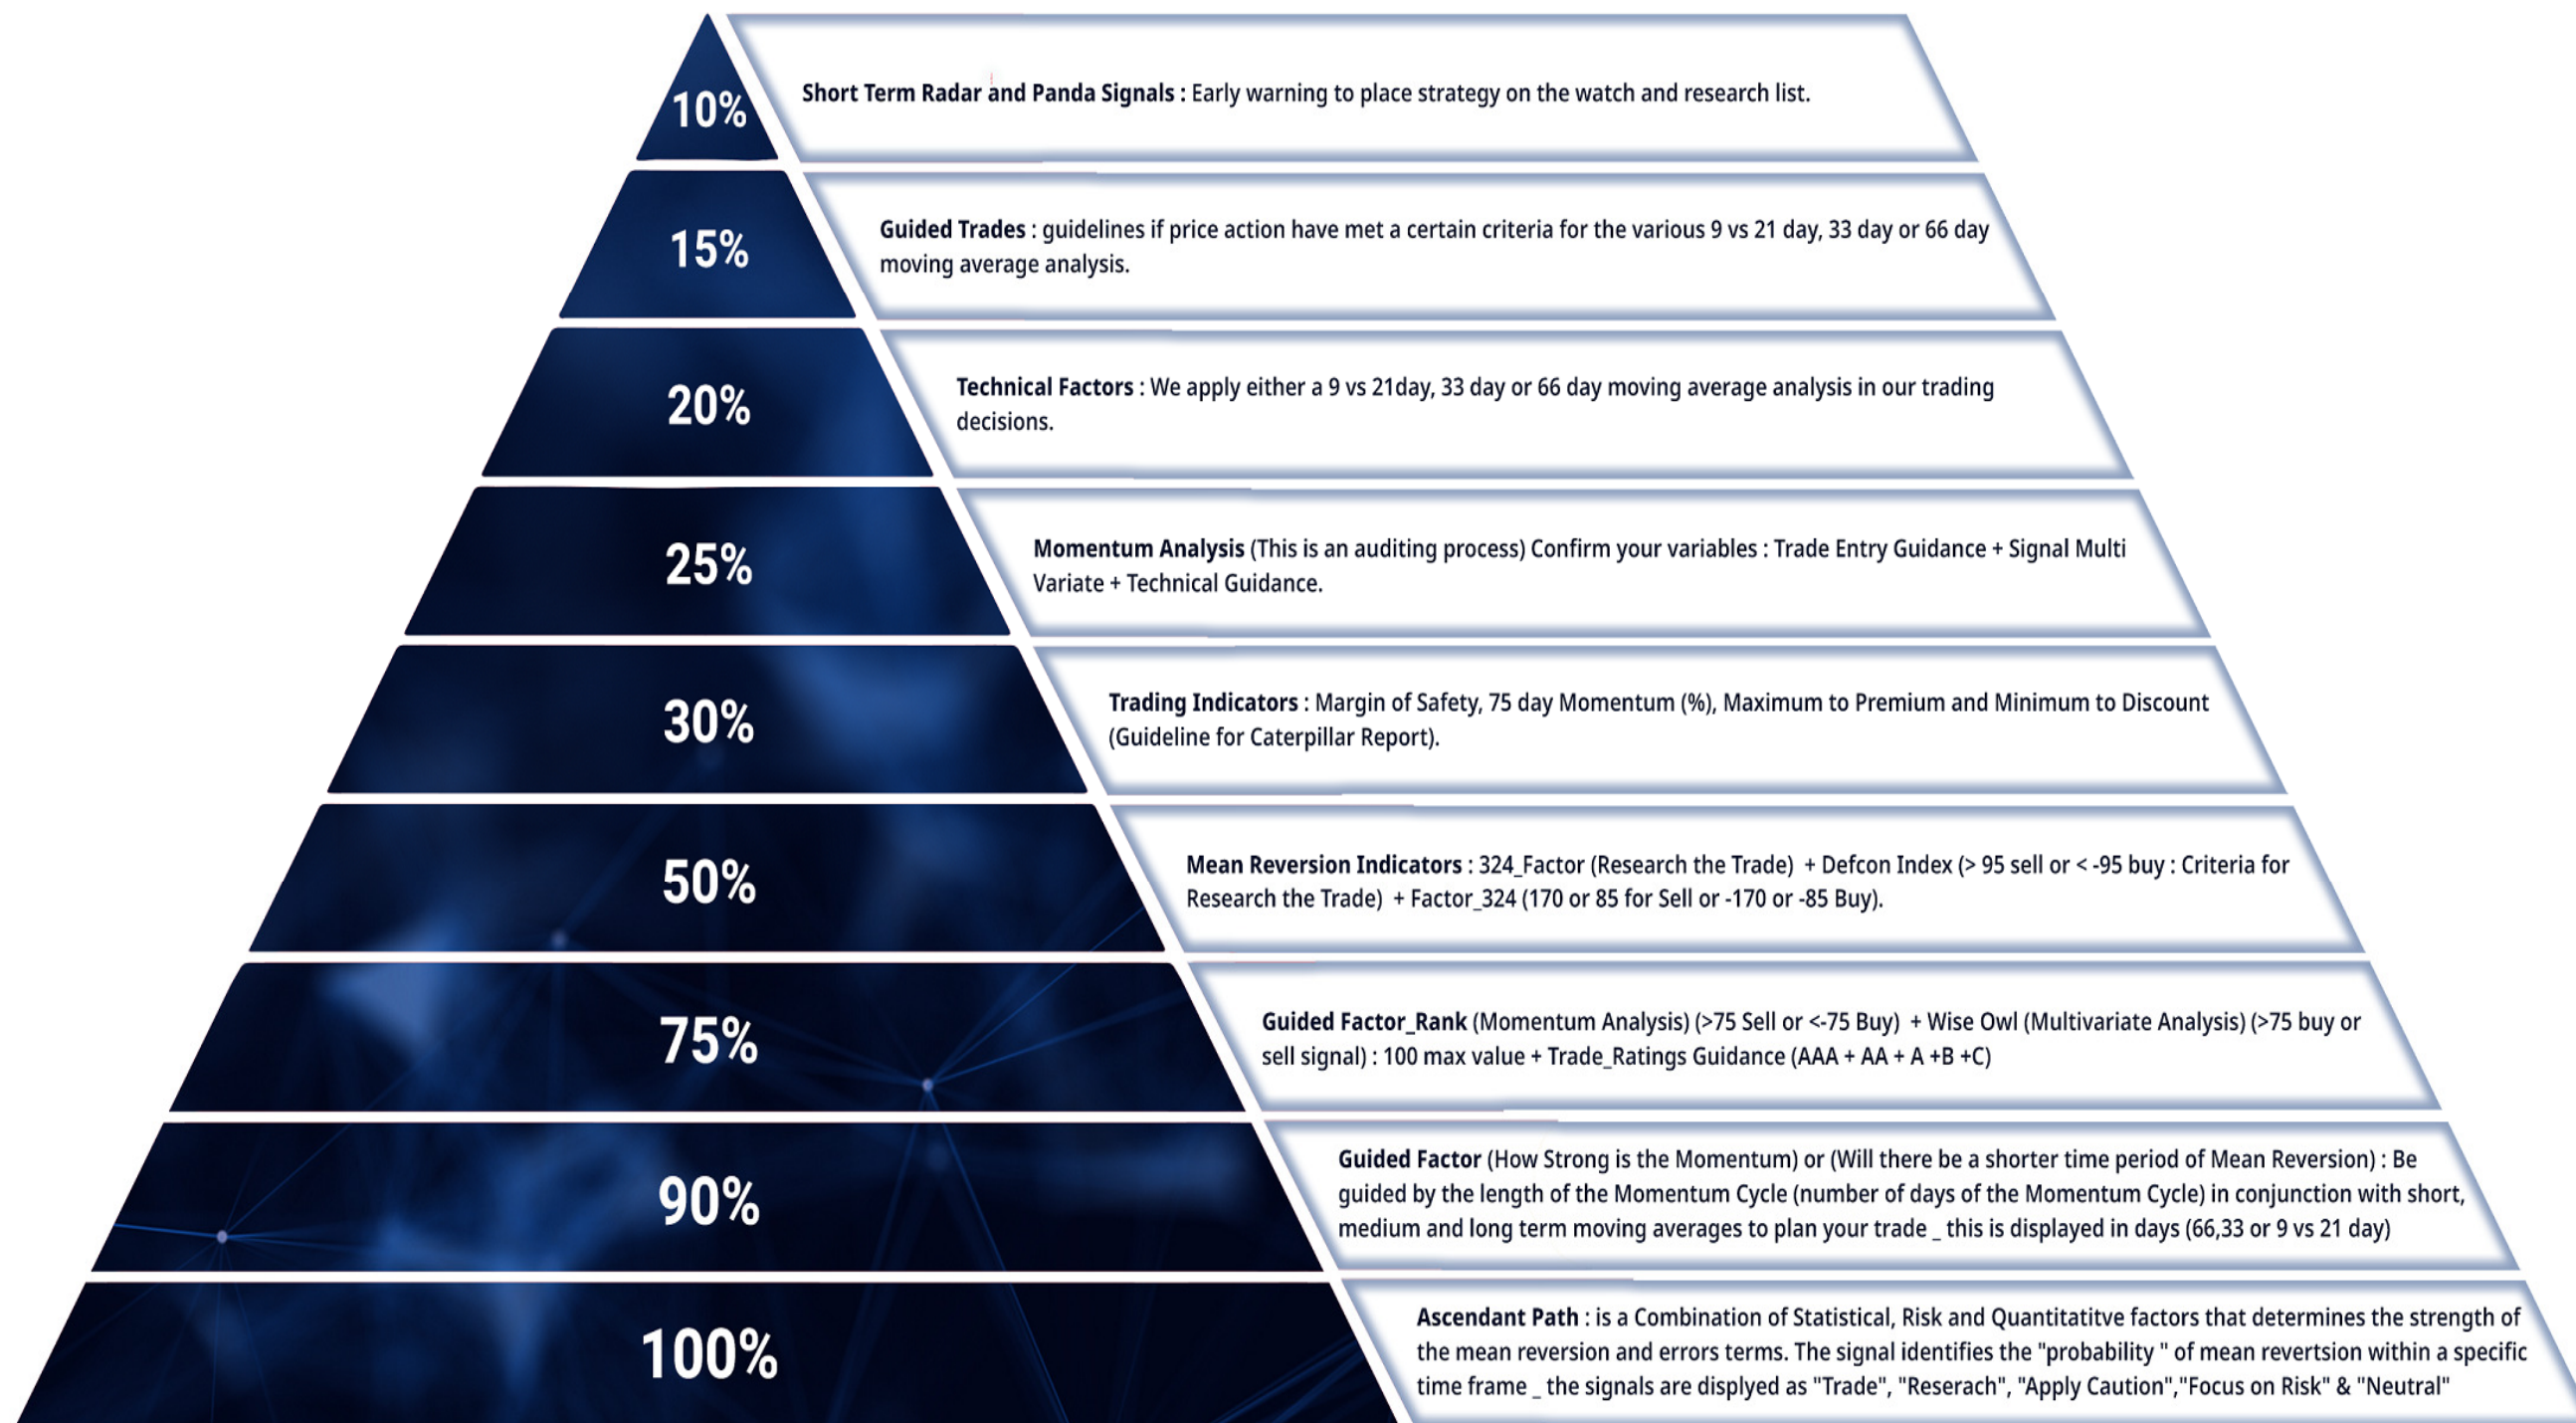 10%
Short Term Radar and Panda Signals : Early warning to place strategy on the watch and research list.
15%
Guided Trades : guidelines if price action have met a certain criteria for the various 9 vs 21 day, 33 day or 66 day
moving average analysis.
20%
Technical Factors : We apply either a 9 vs 21day, 33 day or 66 day moving average analysis in our trading
decisions.
25%
Momentum Analysis (This is an auditing process) Confirm your variables : Trade Entry Guidance + Signal Multi
Variate + Technical Guidance.
30%
Trading Indicators : Margin of Safety, 75 day Momentum (%), Maximum to Premium and Minimum to Discount
(Guideline for Caterpillar Report).
50%
Mean Reversion Indicators : 324_Factor (Research the Trade) + Defcon Index (> 95 sell or < -95 buy : Criteria for
Research the Trade) + Factor_324 (170 or 85 for Sell or -170 or -85 Buy).
75%
Guided Factor_Rank (Momentum Analysis) (>75 Sell or <-75 Buy) + Wise Owl (Multivariate Analysis) (>75 buy or
sell signal) : 100 max value + Trade_Ratings Guidance (AAA + AA + A +B +C)
90%
Guided Factor (How Strong is the Momentum) or (Will there be a shorter time period of Mean Reversion) : Be
guided by the length of the Momentum Cycle (number of days of the Momentum Cycle) in conjunction with short,
medium and long term moving averages to plan your trade _ this is displayed in days (66,33 or 9 vs 21 day)
100%
Ascendant Path : is a Combination of Statistical, Risk and Quantitatitve factors that determines the strength of
the mean reversion and errors terms. The signal identifies the "probability " of mean revertsion within a specific
time frame _ the signals are displyed as "Trade", "Reserach", "Apply Caution","Focus on Risk" & "Neutral"